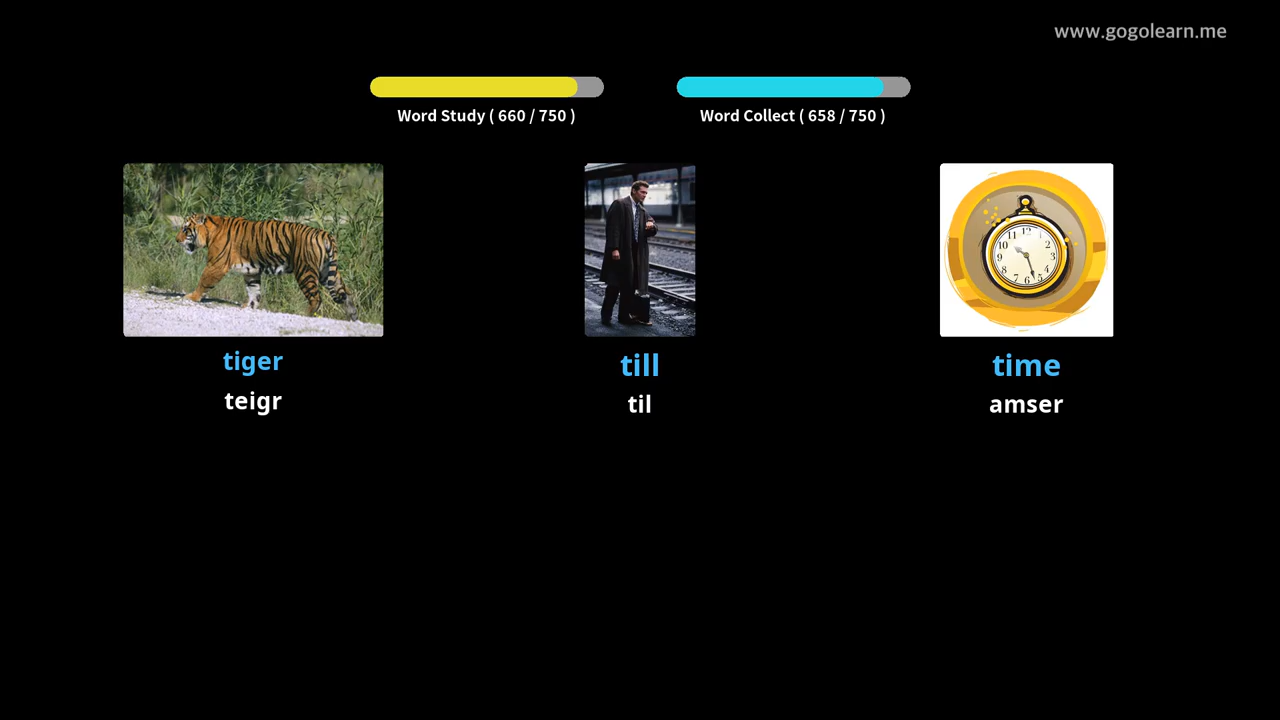 www.gogolearn.me
Word Study ( 660 / 750 )
Word Collect ( 658 / 750 )
tiger
till
time
teigr
til
amser